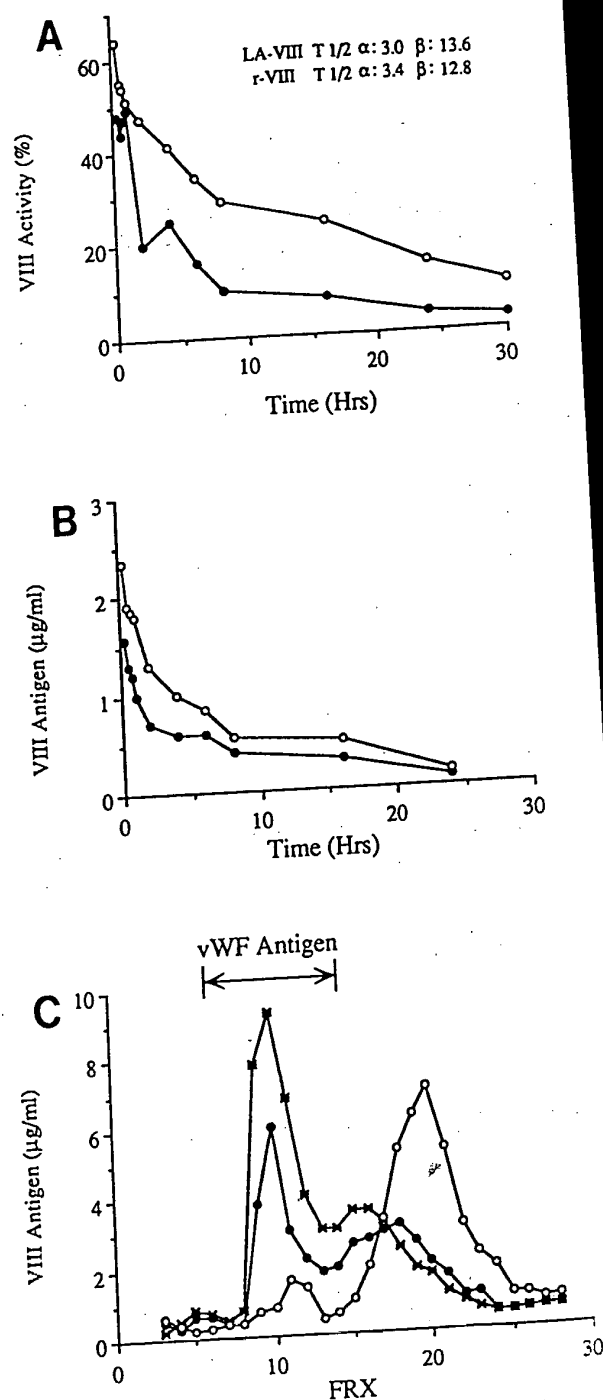 A
LA-VIII T 1/2 α: 3.0 β: 13.6
r-VIII T 1/2 α: 3.4 β: 12.8
VIII Activity (%)
60
40
20
0
0 10 20 30
Time (Hrs)
B
VIII Antigen (µg/ml)
3
2
1
0
0 10 20 30
Time (Hrs)
vWF Antigen
C
VIII Antigen (µg/ml)
10
8
6
4
2
0
0 10 20 30
FRX